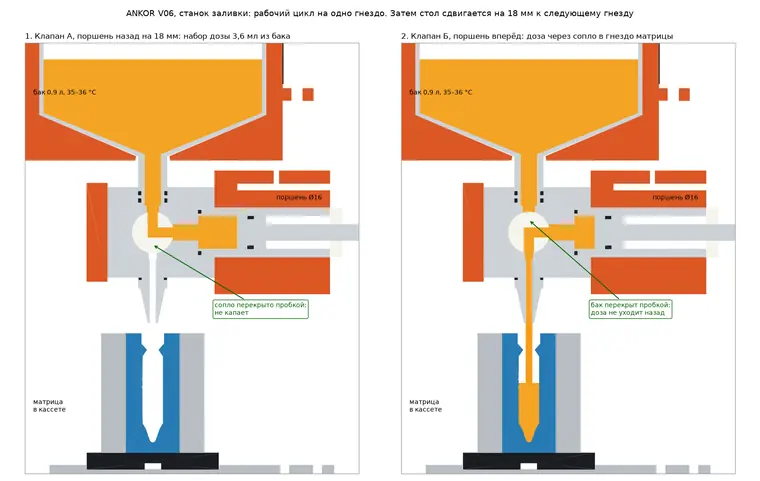 ANKOR V06, станок заливки: рабочий цикл на одно гнездо. Затем стол сдвигается на 18 мм к следующему гнезду
1. Клапан А, поршень назад на 18 мм: набор дозы 3,6 мл из бака
бак 0,9 л, 35–36 °C
поршень Ø16
сопло перекрыто пробкой:
не капает
матрица
в кассете
2. Клапан Б, поршень вперёд: доза через сопло в гнездо матрицы
бак 0,9 л, 35–36 °C
поршень Ø16
бак перекрыт пробкой:
доза не уходит назад
матрица
в кассете